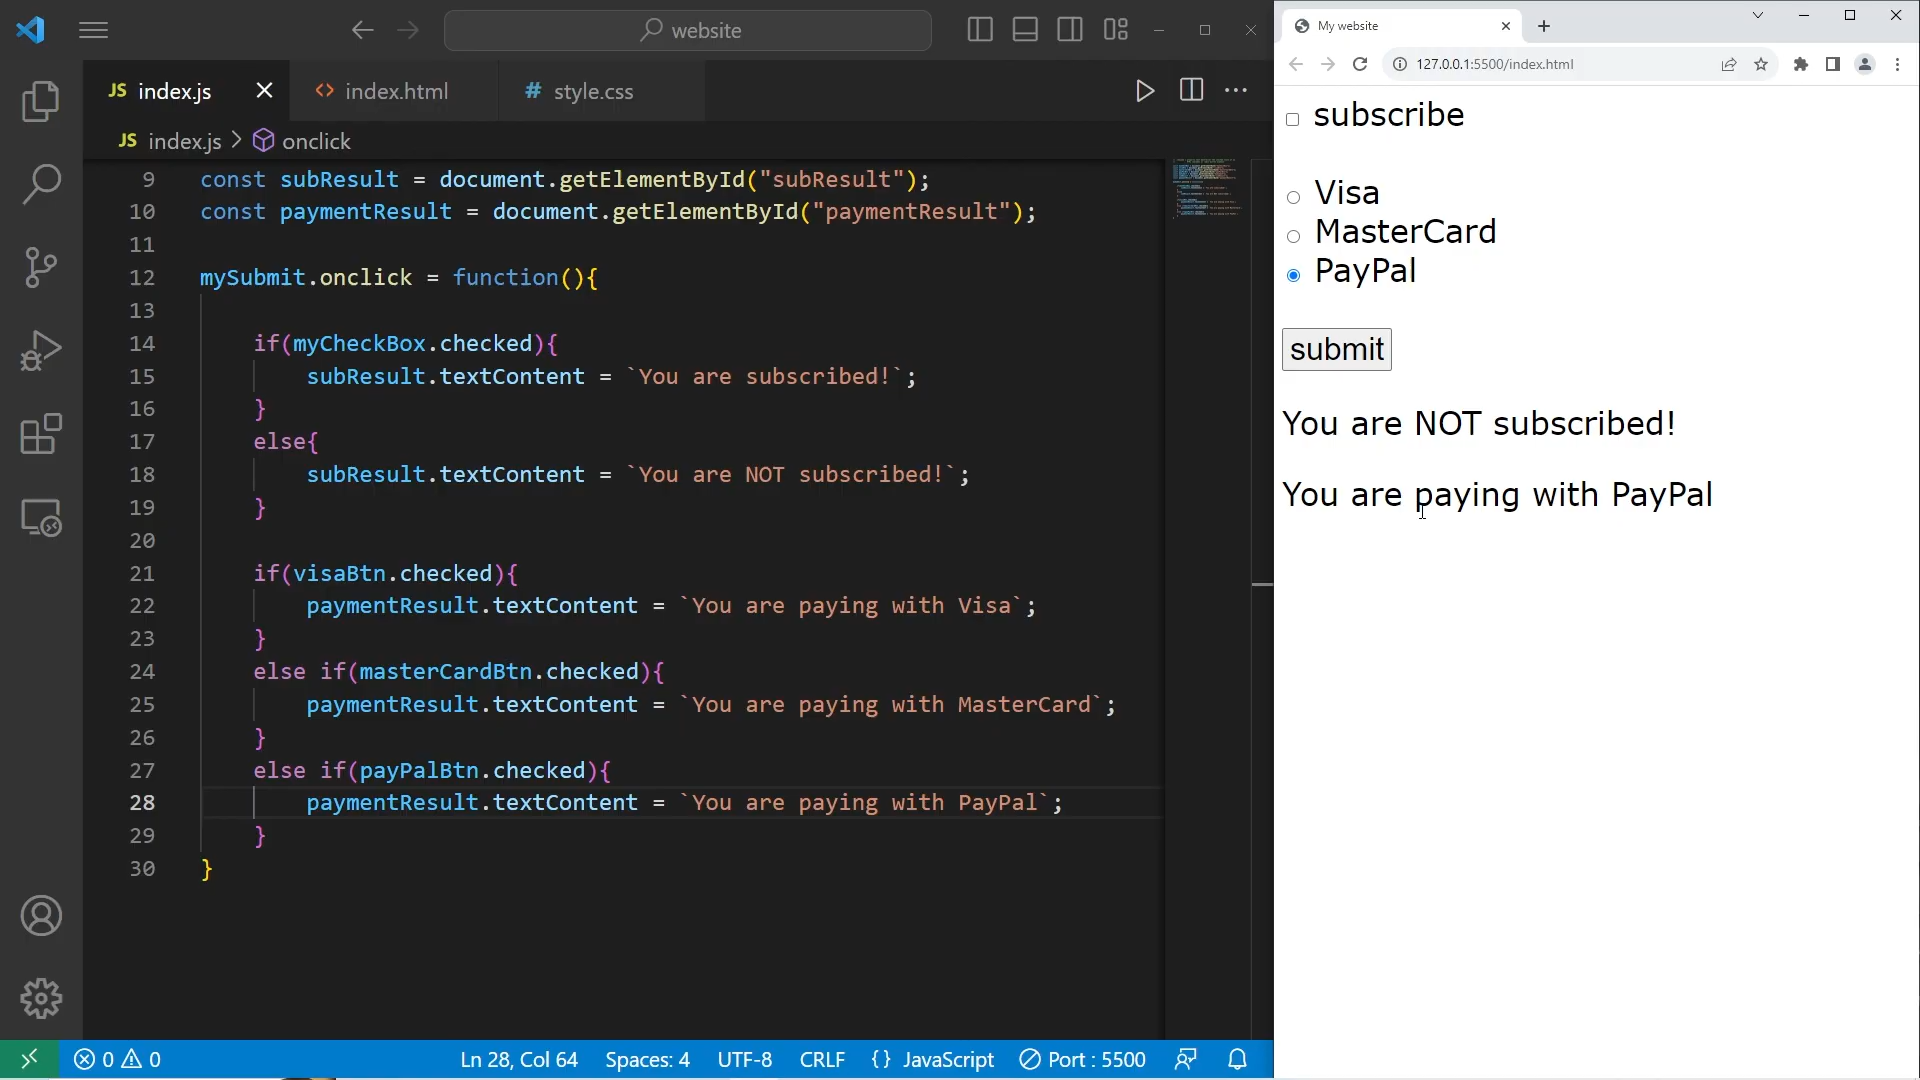 website
JS index.js
<> index.html
# style.css
JS index.js > onclick
9 const subResult = document.getElementById("subResult");
10 const paymentResult = document.getElementById("paymentResult");
11
12 mySubmit.onclick = function(){
13
14 if(myCheckBox.checked){
15 subResult.textContent = `You are subscribed!`;
16 }
17 else{
18 subResult.textContent = `You are NOT subscribed!`;
19 }
20
21 if(visaBtn.checked){
22 paymentResult.textContent = `You are paying with Visa`;
23 }
24 else if(masterCardBtn.checked){
25 paymentResult.textContent = `You are paying with MasterCard`;
26 }
27 else if(payPalBtn.checked){
28 paymentResult.textContent = `You are paying with PayPal`;
29 }
30 }
0 0 Ln 28, Col 64 Spaces: 4 UTF-8 CRLF {} JavaScript Port : 5500
My website
127.0.0.1:5500/index.html
subscribe
Visa
MasterCard
PayPal
submit
You are NOT subscribed!
You are paying with PayPal